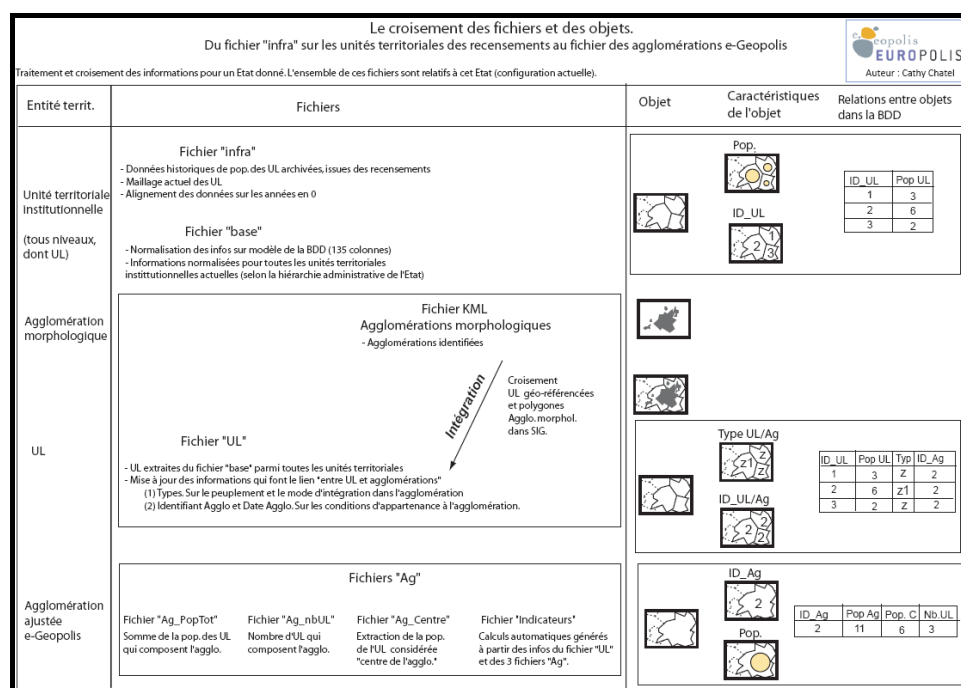 Le croisement des fichiers et des objets.
Du fichier "infra" sur les unités territoriales des recensements au fichier des agglomérations e-Geopolis
e.Geopolis
EUROPOLIS
Auteur : Cathy Chatel
Traitement et croisement des informations pour un Etat donné. L'ensemble de ces fichiers sont relatifs à cet Etat (configuration actuelle).
Entité territ.
Fichiers
Objet
Caractéristiques
de l'objet
Relations entre objets
dans la BDD
Unité territoriale
institutionnelle
(tous niveaux,
dont UL)
Fichier "infra"
- Données historiques de pop. des UL archivées, issues des recensements
- Maillage actuel des UL
- Alignement des données sur les années en 0
Fichier "base"
- Normalisation des infos sur modèle de la BDD (135 colonnes)
- Informations normalisées pour toutes les unités territoriales
instittutionnelles actuelles (selon la hiérarchie administrative de l'Etat)
Pop.
ID_UL
1
2
3
ID_UL Pop UL
1 3
2 6
3 2
Agglomération
morphologique
Fichier KML
Agglomérations morphologiques
- Agglomérations identifiées
Intégration
Croisement
UL géo-référencées
et polygones
Agglo. morphol.
dans SIG.
UL
Fichier "UL"
- UL extraites du fichier "base" parmi toutes les unités territoriales
- Mise à jour des informations qui font le lien "entre UL et agglomérations"
(1) Types. Sur le peuplement et le mode d'intégration dans l'agglomération
(2) Identifiant Agglo et Date Agglo. Sur les conditions d'appartenance à l'agglomération.
Type UL/Ag
z
z1
z
ID_UL/Ag
2
2
2
ID_UL Pop UL Typ ID_Ag
1 3 z 2
2 6 z1 2
3 2 z 2
Agglomération
ajustée
e-Geopolis
Fichiers "Ag"
Fichier "Ag_PopTot"
Somme de la pop. des UL
qui composent l'agglo.
Fichier "Ag_nbUL"
Nombre d'UL qui
composent l'agglo.
Fichier "Ag_Centre"
Extraction de la pop.
de l'UL considérée
"centre de l'agglo."
Fichier "Indicateurs"
Calculs automatiques générés
à partir des infos du fichier "UL"
et des 3 fichiers "Ag".
ID_Ag
2
Pop.
ID_Ag Pop Ag Pop. C Nb.UL
2 11 6 3